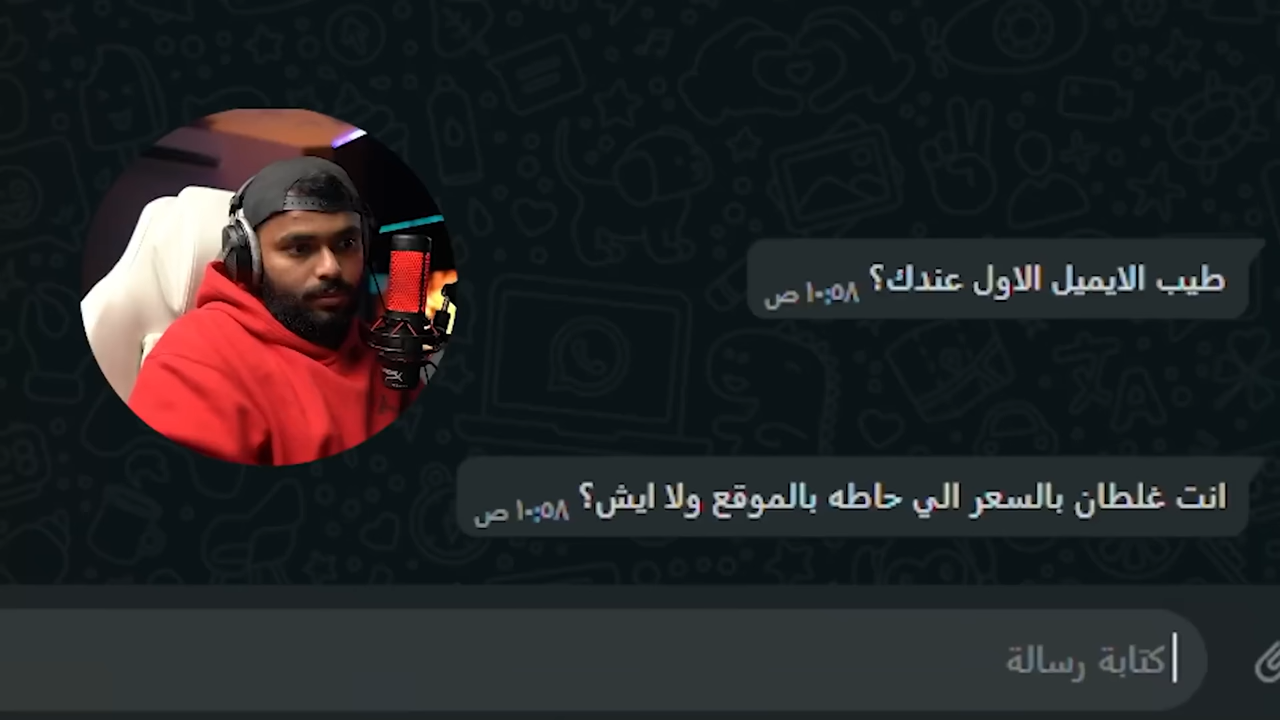 طيب الايميل الاول عندك؟ ١٠:٥٨ ص
انت غلطان بالسعر الي حاطه بالموقع ولا ايش؟ ١٠:٥٨ ص
كتابة رسالة